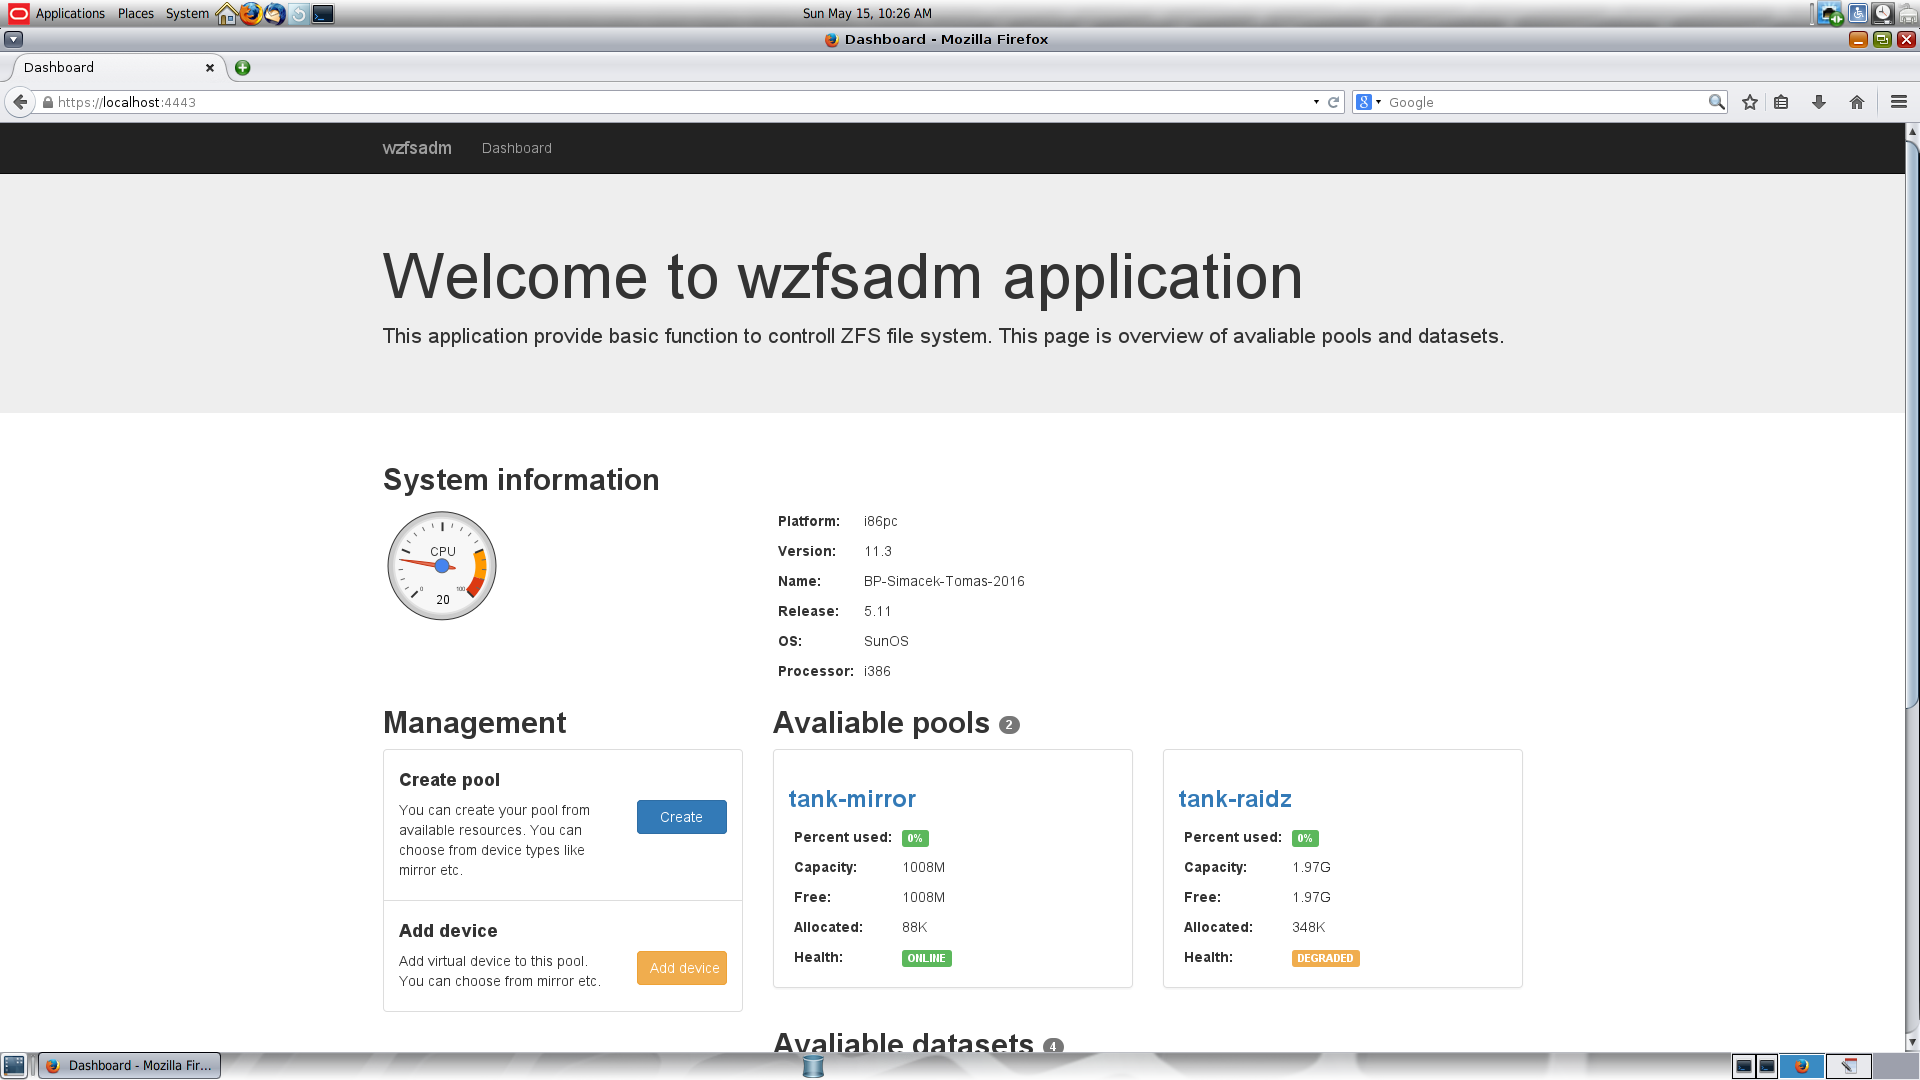 Applications Places System Sun May 15, 10:26 AM
Dashboard - Mozilla Firefox
Dashboard
https://localhost:4443 Google
wzfsadm Dashboard
Welcome to wzfsadm application
This application provide basic function to controll ZFS file system. This page is overview of avaliable pools and datasets.
System information
CPU
0 100
20
Platform: i86pc
Version: 11.3
Name: BP-Simacek-Tomas-2016
Release: 5.11
OS: SunOS
Processor: i386
Management
Create pool
You can create your pool from
available resources. You can
choose from device types like
mirror etc.
Create
Add device
Add virtual device to this pool.
You can choose from mirror etc.
Add device
Avaliable pools 2
tank-mirror
Percent used: 0%
Capacity: 1008M
Free: 1008M
Allocated: 88K
Health: ONLINE
tank-raidz
Percent used: 0%
Capacity: 1.97G
Free: 1.97G
Allocated: 348K
Health: DEGRADED
Avaliable datasets 4
Dashboard - Mozilla Fir...